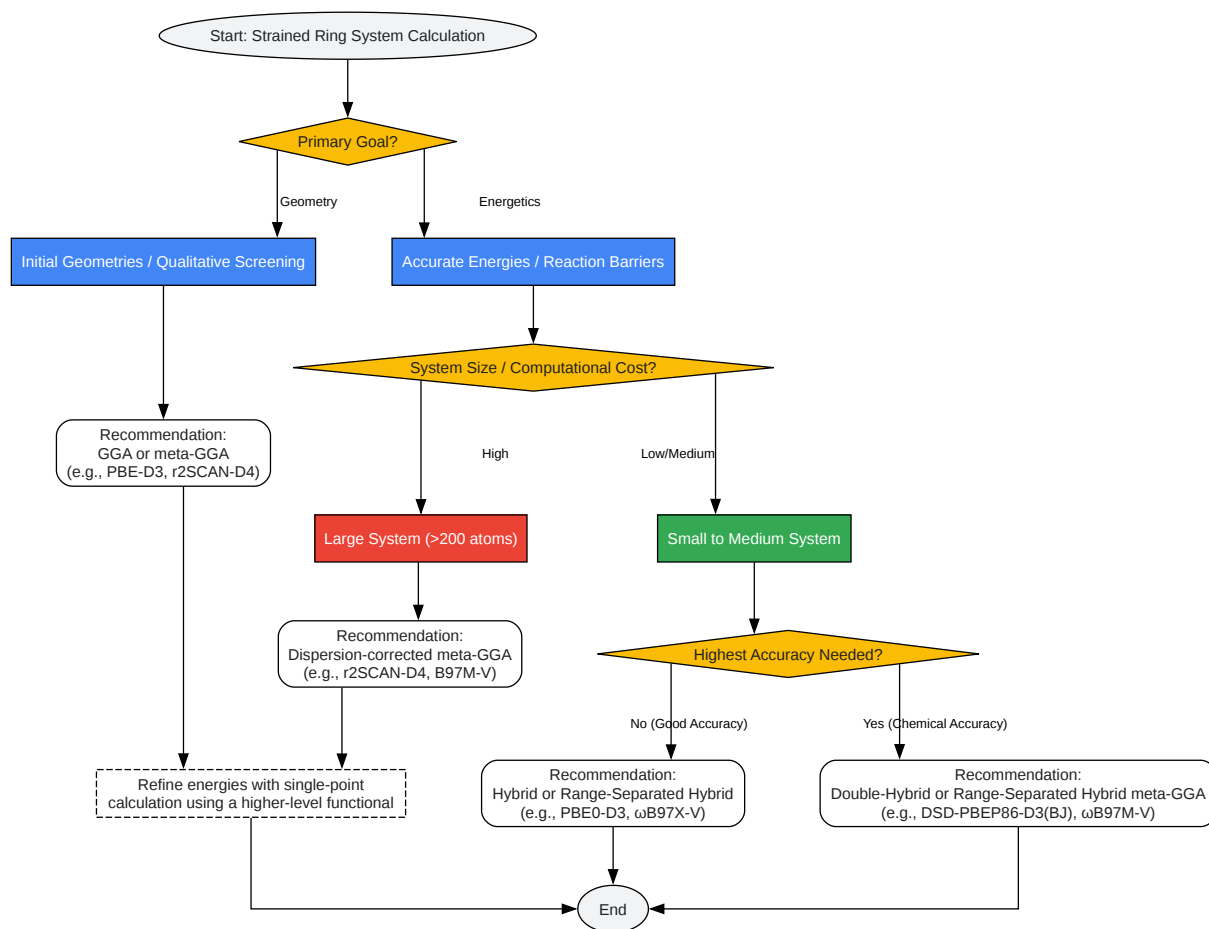 Start: Strained Ring System Calculation
Primary Goal?
Geometry
Energetics
Initial Geometries / Qualitative Screening
Accurate Energies / Reaction Barriers
System Size / Computational Cost?
Recommendation:
GGA or meta-GGA
(e.g., PBE-D3, r2SCAN-D4)
High
Low/Medium
Large System (>200 atoms)
Small to Medium System
Recommendation:
Dispersion-corrected meta-GGA
(e.g., r2SCAN-D4, B97M-V)
Highest Accuracy Needed?
No (Good Accuracy)
Yes (Chemical Accuracy)
Refine energies with single-point
calculation using a higher-level functional
Recommendation:
Hybrid or Range-Separated Hybrid
(e.g., PBE0-D3, ωB97X-V)
Recommendation:
Double-Hybrid or Range-Separated Hybrid meta-GGA
(e.g., DSD-PBEP86-D3(BJ), ωB97M-V)
End